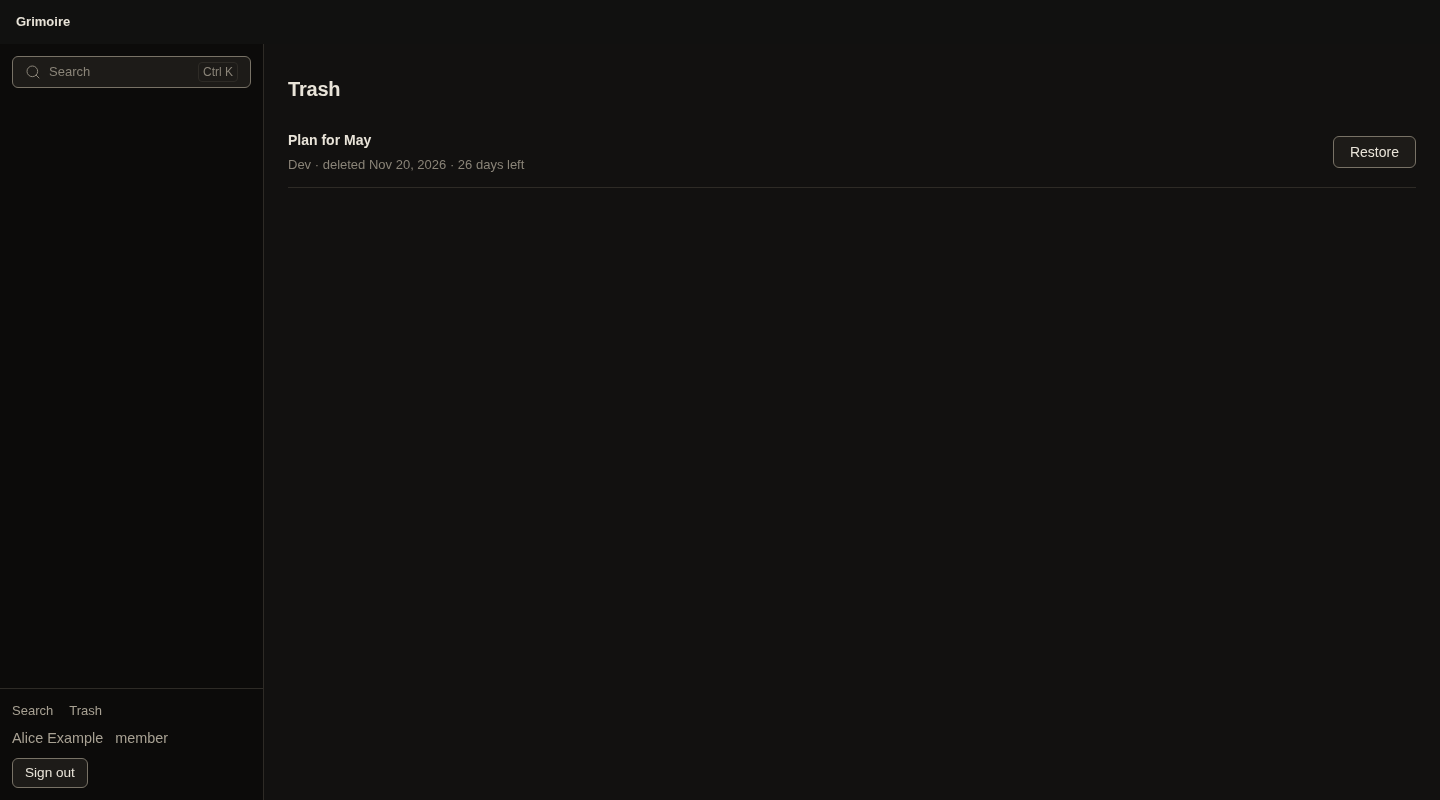 Grimoire
Search Ctrl K
Trash
Plan for May
Dev · deleted Nov 20, 2026 · 26 days left
Restore
Search Trash
Alice Example member
Sign out